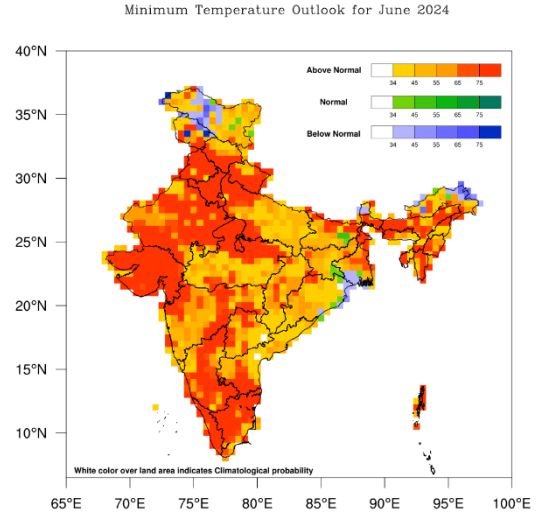 Minimum Temperature Outlook for June 2024
40°N
35°N
30°N
25°N
20°N
15°N
10°N
Above Normal
34 45 55 65 75
Normal
34 45 55 65 75
Below Normal
34 45 55 65 75
White color over land area indicates Climatological probability
65°E 70°E 75°E 80°E 85°E 90°E 95°E 100°E